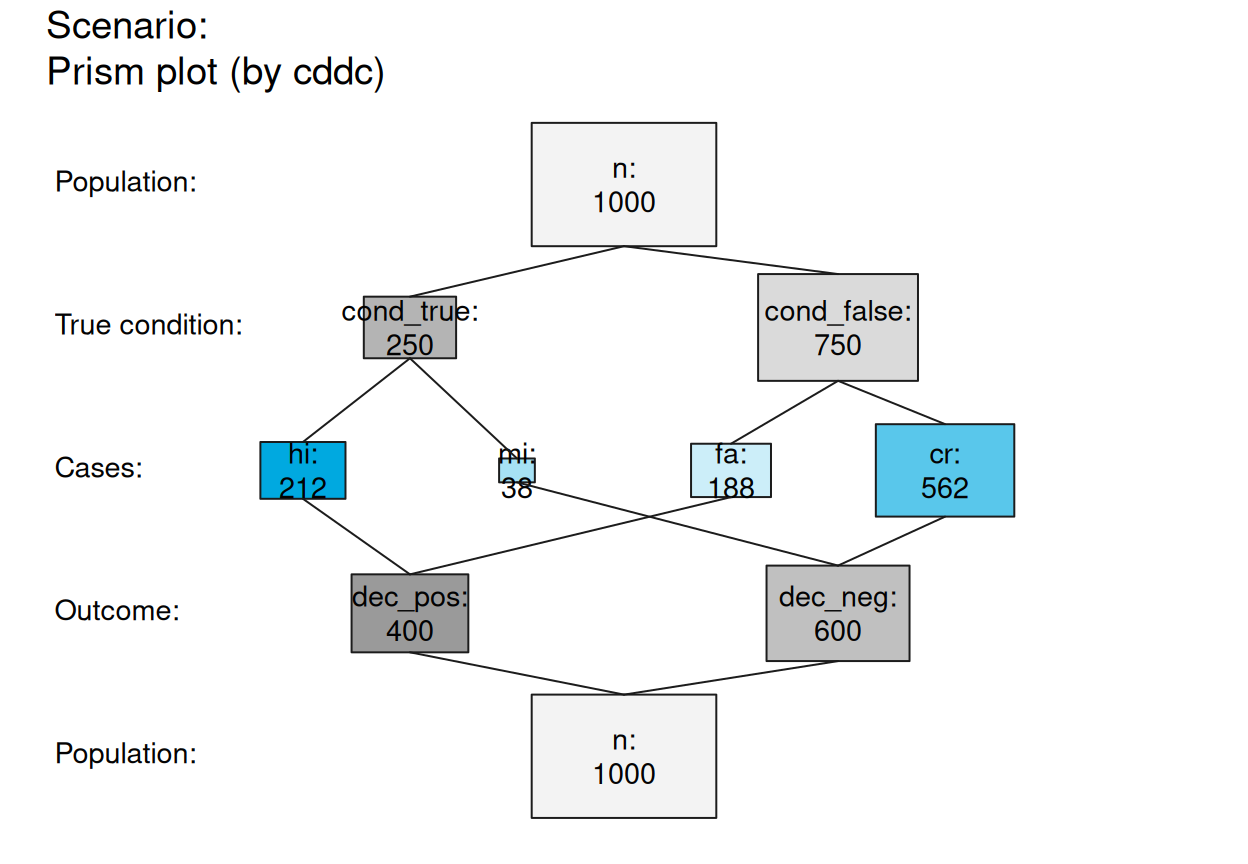 Scenario:
Prism plot (by cddc)
Population:
n:
1000
True condition:
cond_true:
250
cond_false:
750
Cases:
hi:
212
mi:
38
fa:
188
cr:
562
Outcome:
dec_pos:
400
dec_neg:
600
Population:
n:
1000